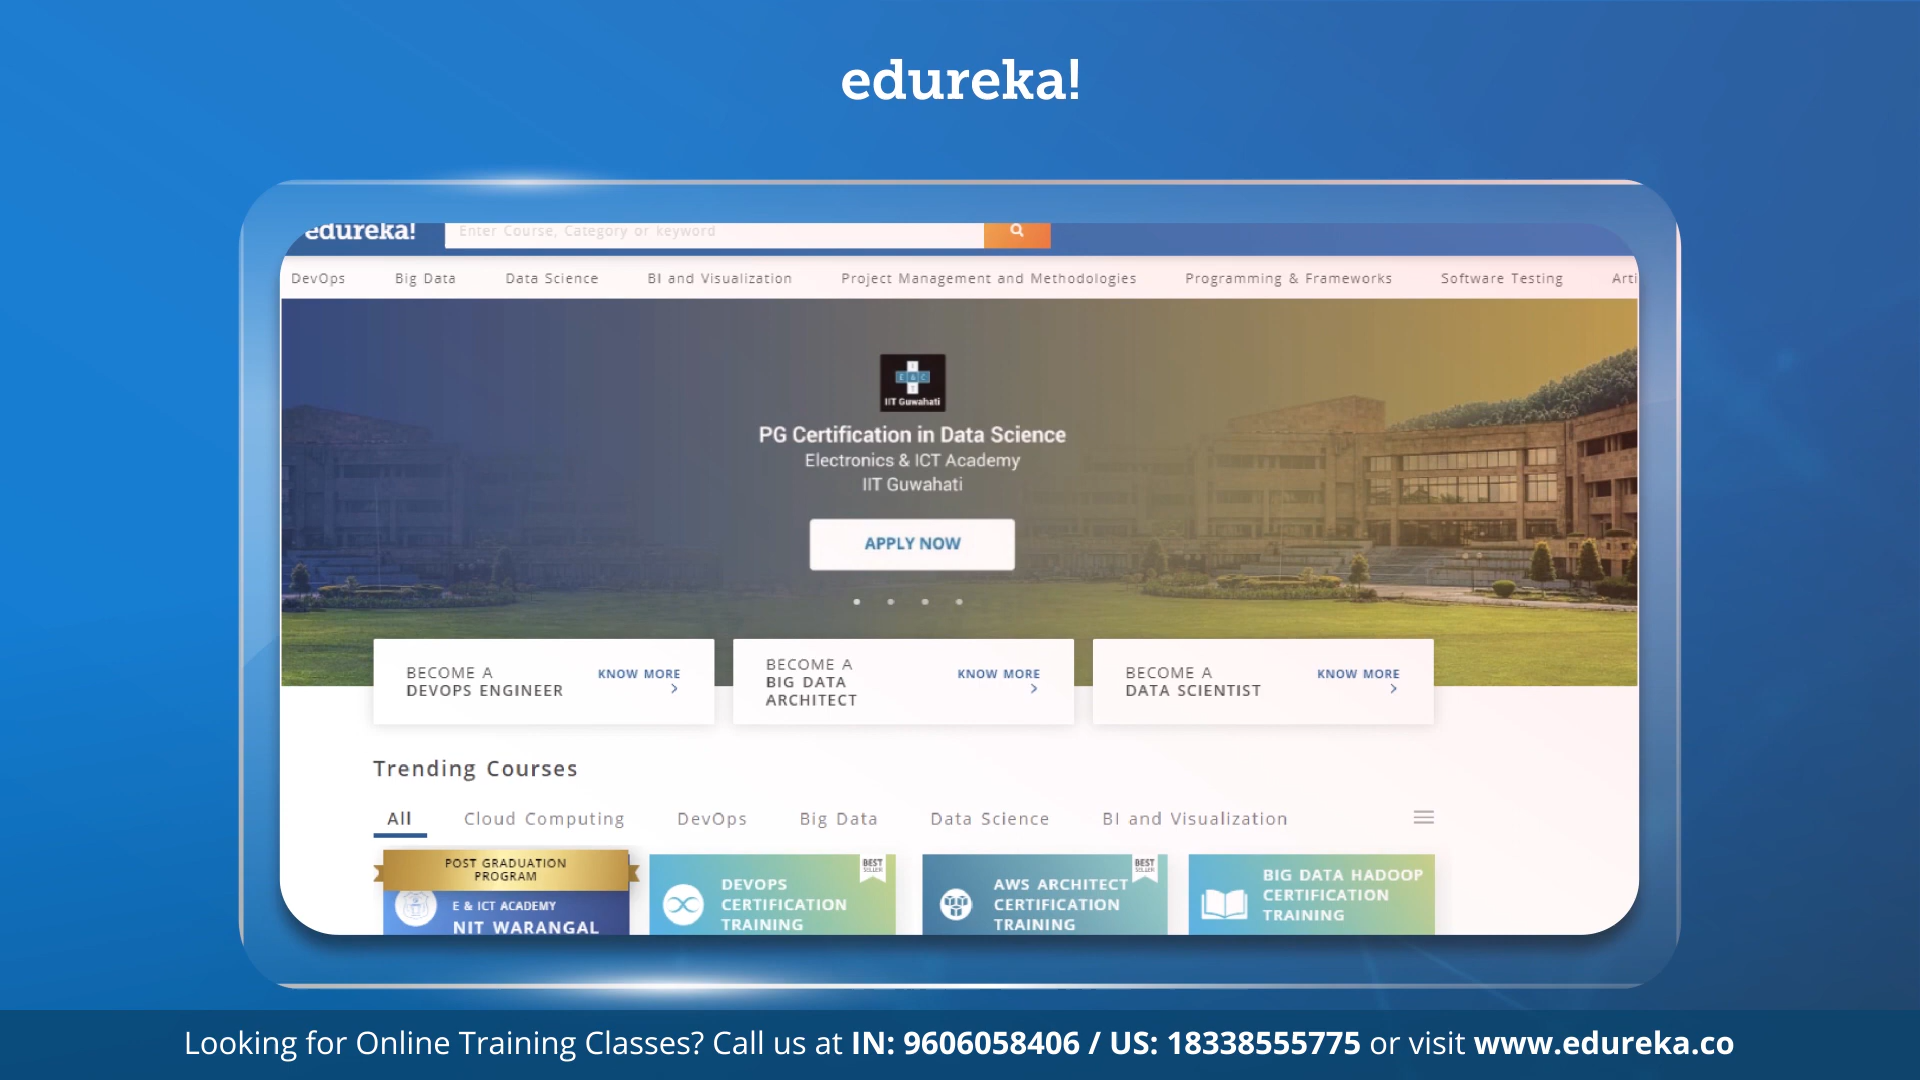 edureka!
edureka!
Enter Course, Category or keyword
DevOps Big Data Data Science BI and Visualization Project Management and Methodologies Programming & Frameworks Software Testing Arti
I
E & C
T
IIT Guwahati
PG Certification in Data Science
Electronics & ICT Academy
IIT Guwahati
APPLY NOW
BECOME A
DEVOPS ENGINEER
KNOW MORE
BECOME A
BIG DATA
ARCHITECT
KNOW MORE
BECOME A
DATA SCIENTIST
KNOW MORE
Trending Courses
All Cloud Computing DevOps Big Data Data Science BI and Visualization
POST GRADUATION
PROGRAM
E & ICT ACADEMY
NIT WARANGAL
BEST
SELLER
DEVOPS
CERTIFICATION
TRAINING
BEST
SELLER
AWS ARCHITECT
CERTIFICATION
TRAINING
BIG DATA HADOOP
CERTIFICATION
TRAINING
Looking for Online Training Classes? Call us at IN: 9606058406 / US: 18338555775 or visit www.edureka.co